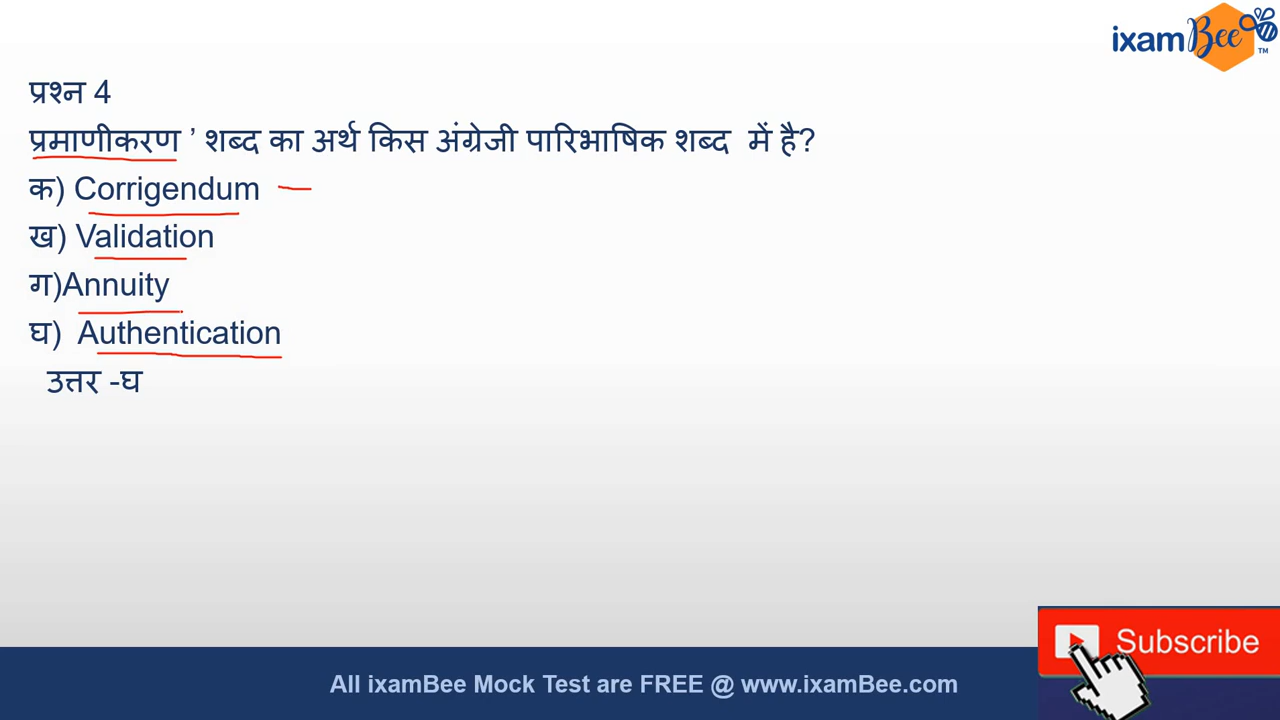 ixamBee TM
प्रश्न 4
प्रमाणीकरण ’ शब्द का अर्थ किस अंग्रेजी पारिभाषिक शब्द में है?
क) Corrigendum
ख) Validation
ग)Annuity
घ) Authentication
उत्तर -घ
Subscribe
All ixamBee Mock Test are FREE @ www.ixamBee.com